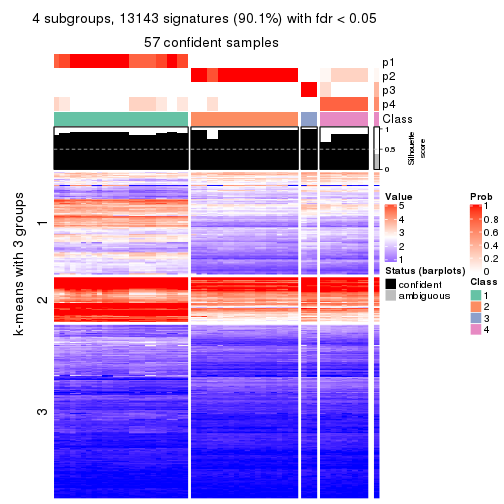 4 subgroups, 13143 signatures (90.1%) with fdr < 0.05
57 confident samples
p1
p2
p3
p4
Class
1
0.5
0
Silhouette
score
k-means with 3 groups
1
2
3
Value
5
4
3
2
1
Status (barplots)
confident
ambiguous
Prob
1
0.8
0.6
0.4
0.2
0
Class
1
2
3
4